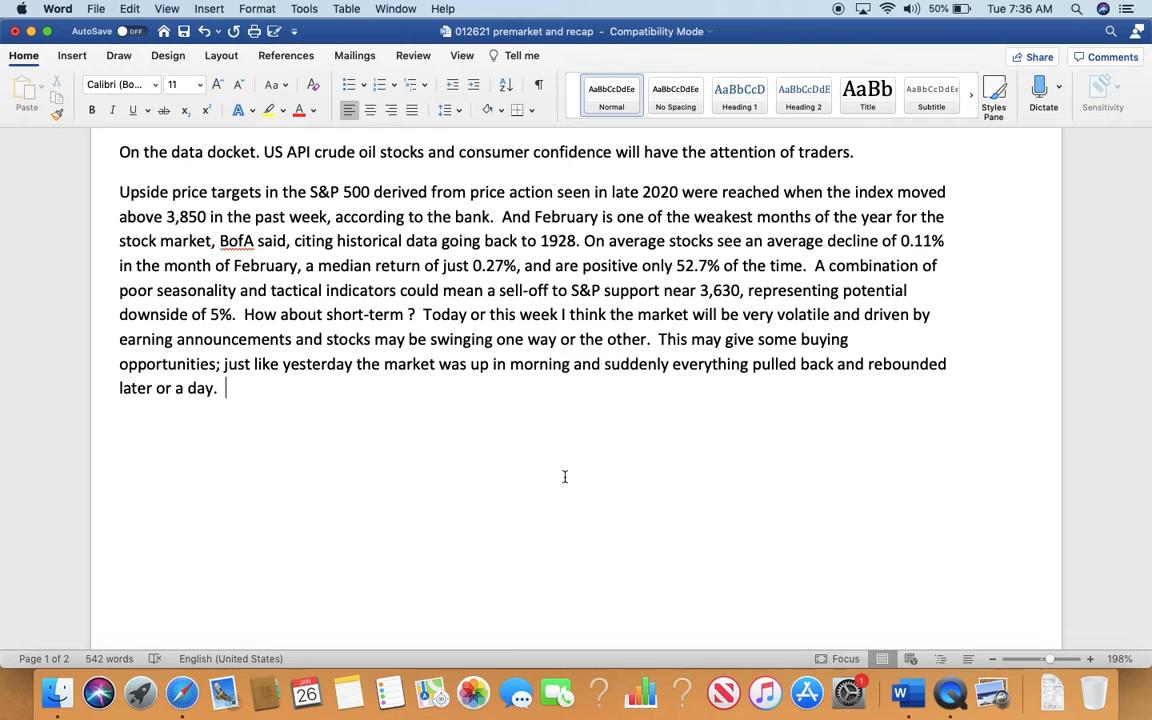 Word File Edit View Insert Format Tools Table Window Help 50% Tue 7:36 AM
AutoSave OFF 012621 premarket and recap - Compatibility Mode
Home Insert Draw Design Layout References Mailings Review View Tell me Share Comments
Calibri (Bo... 11 Aa AaBbCcDdEe AaBbCcDdEe AaBbCcD AaBbCcDdE AaBb AaBbCcDdEe
Paste B I U ab x₂ x² A A Normal No Spacing Heading 1 Heading 2 Title Subtitle Styles Pane Dictate Sensitivity
On the data docket. US API crude oil stocks and consumer confidence will have the attention of traders.
Upside price targets in the S&P 500 derived from price action seen in late 2020 were reached when the index moved
above 3,850 in the past week, according to the bank. And February is one of the weakest months of the year for the
stock market, BofA said, citing historical data going back to 1928. On average stocks see an average decline of 0.11%
in the month of February, a median return of just 0.27%, and are positive only 52.7% of the time. A combination of
poor seasonality and tactical indicators could mean a sell-off to S&P support near 3,630, representing potential
downside of 5%. How about short-term ? Today or this week I think the market will be very volatile and driven by
earning announcements and stocks may be swinging one way or the other. This may give some buying
opportunities; just like yesterday the market was up in morning and suddenly everything pulled back and rebounded
later or a day.
Page 1 of 2 542 words English (United States) Focus 198%
JAN
26
1